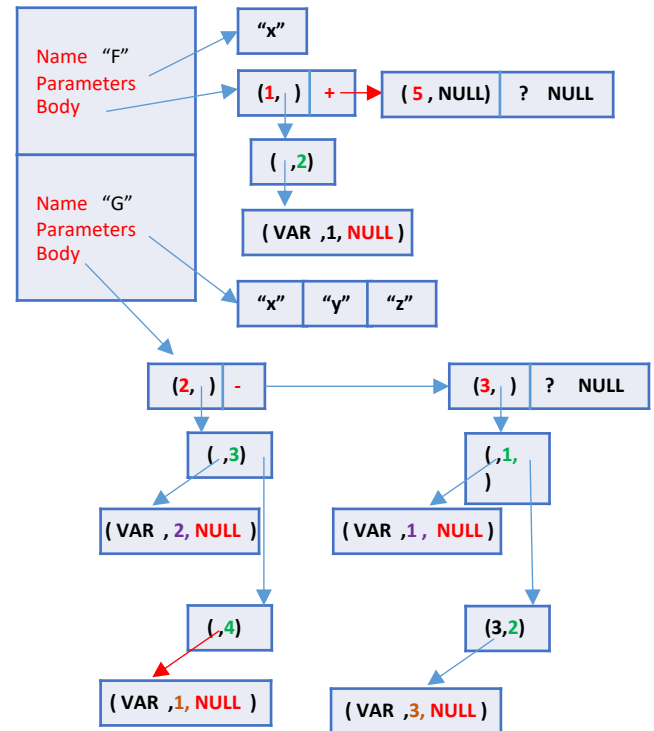 “x”
Name “F”
Parameters
Body
(1, ) +
( 5 , NULL) ? NULL
( ,2)
( VAR ,1, NULL )
Name “G”
Parameters
Body
“x” “y” “z”
(2, ) -
(3, ) ? NULL
( ,3)
( ,1,
)
( VAR , 2, NULL )
( VAR ,1 , NULL )
( ,4)
(3,2)
( VAR ,1, NULL )
( VAR ,3, NULL )